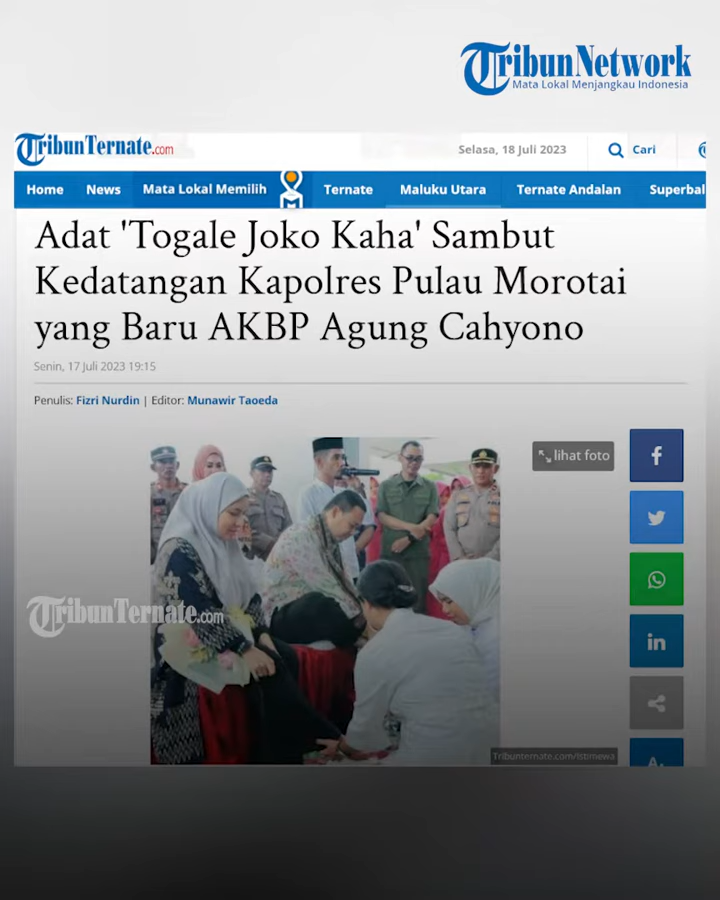 TribunNetwork
Mata Lokal Menjangkau Indonesia
TribunTernate.com
Selasa, 18 Juli 2023
Cari
Home News Mata Lokal Memilih Ternate Maluku Utara Ternate Andalan Superbal
Adat 'Togale Joko Kaha' Sambut
Kedatangan Kapolres Pulau Morotai
yang Baru AKBP Agung Cahyono
Senin, 17 Juli 2023 19:15
Penulis: Fizri Nurdin | Editor: Munawir Taoeda
lihat foto
TribunTernate.com
Tribunternate.com/Istimewa
A